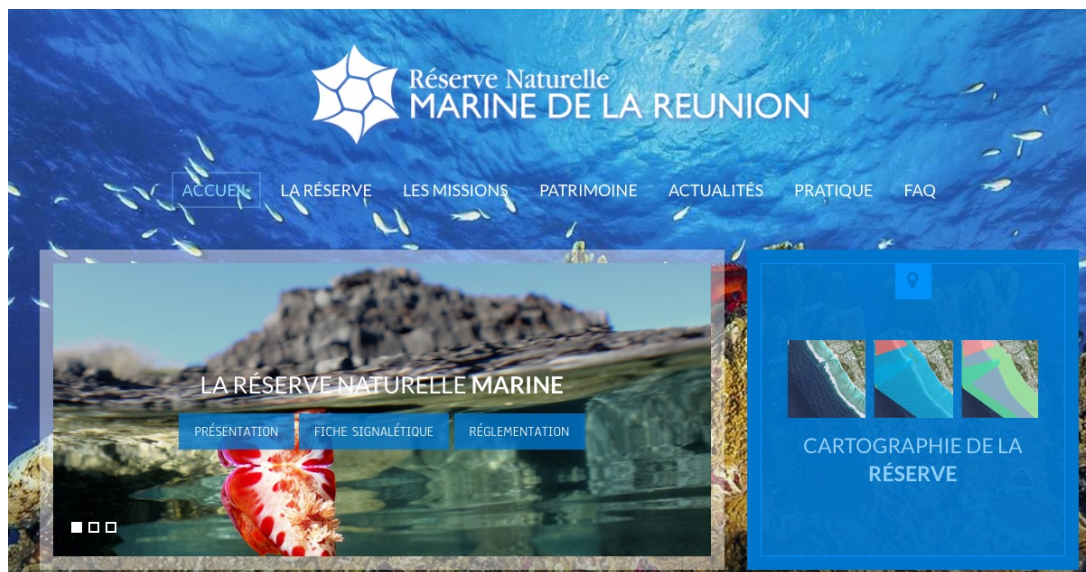 Réserve Naturelle
MARINE DE LA REUNION
ACCUEIL LA RÉSERVE LES MISSIONS PATRIMOINE ACTUALITÉS PRATIQUE FAQ
LA RÉSERVE NATURELLE MARINE
PRÉSENTATION FICHE SIGNALÉTIQUE RÉGLEMENTATION
CARTOGRAPHIE DE LA
RÉSERVE